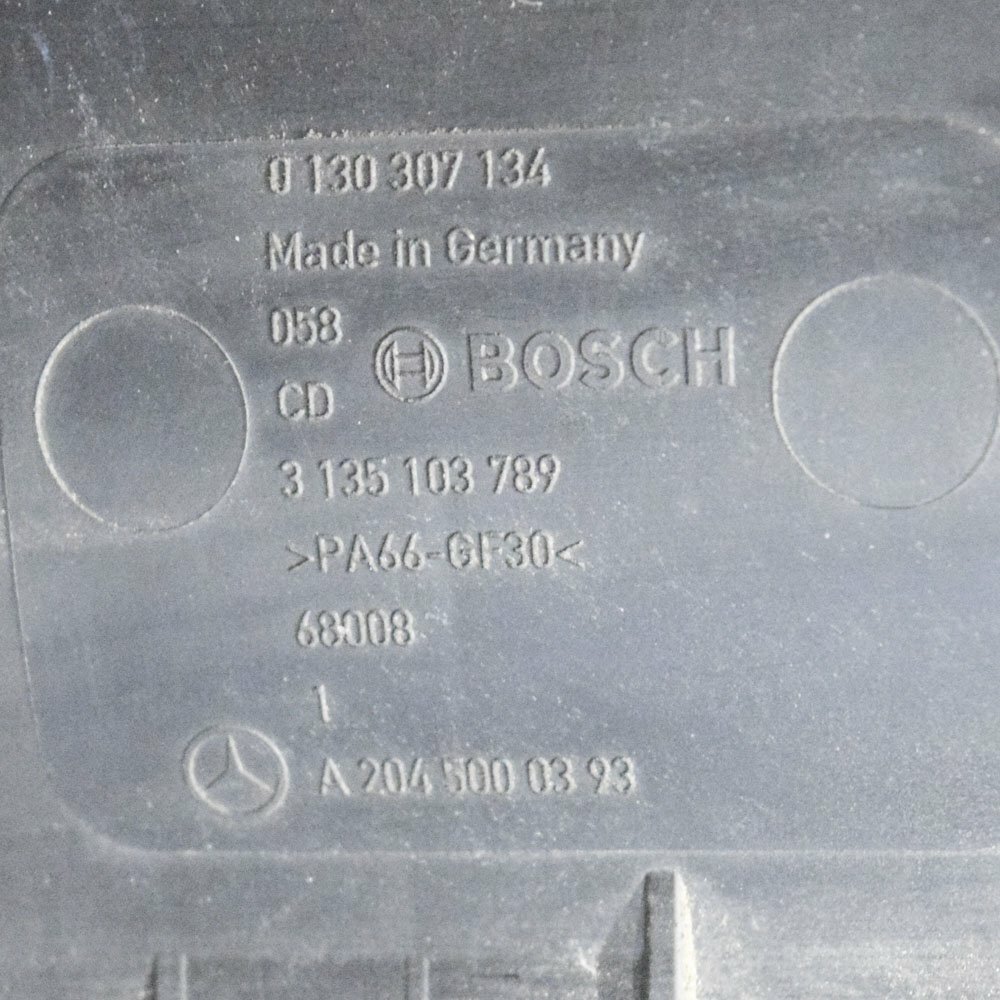 0 130 307 134
Made in Germany
058
BOSCH
CD
3 135 103 789
>PA66-GF30<
68008
1
A 204 500 03 93